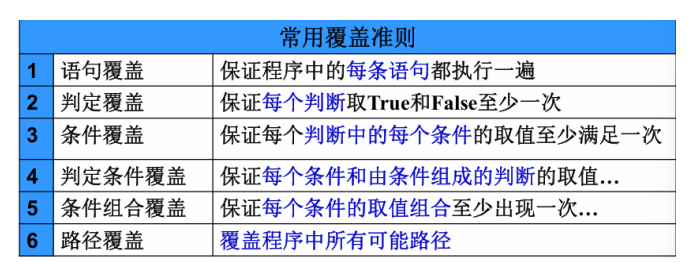 常用覆盖准则
1 语句覆盖 保证程序中的每条语句都执行一遍
2 判定覆盖 保证每个判断取True和False至少一次
3 条件覆盖 保证每个判断中的每个条件的取值至少满足一次
4 判定条件覆盖 保证每个条件和由条件组成的判断的取值...
5 条件组合覆盖 保证每个条件的取值组合至少出现一次...
6 路径覆盖 覆盖程序中所有可能路径